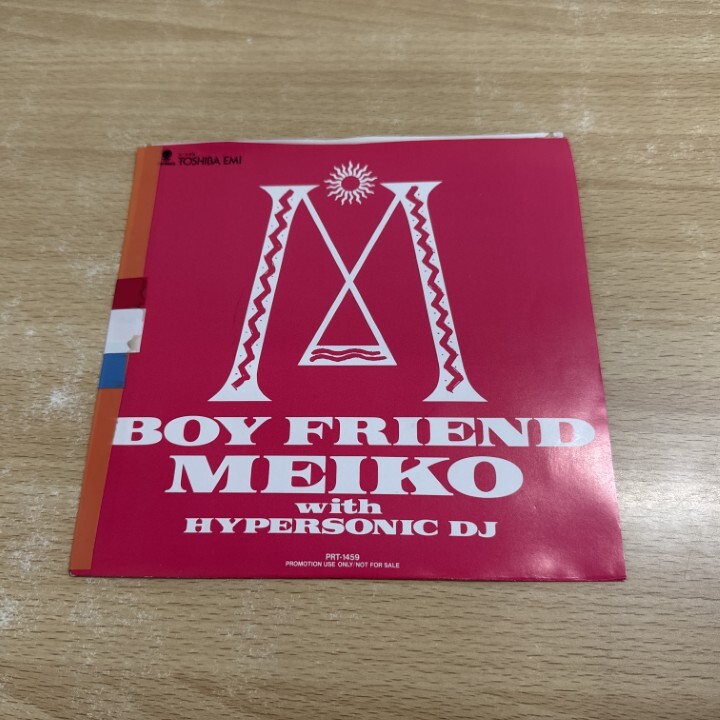 TOSHIBA EMI
BOY FRIEND
MEIKO
with
HYPERSONIC DJ
PRT-1459
PROMOTION USE ONLY/NOT FOR SALE